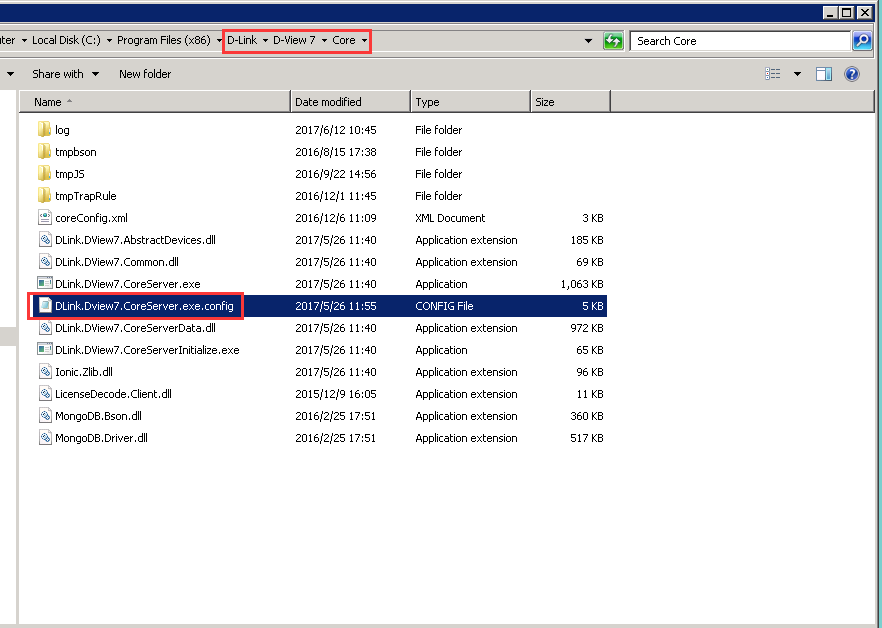 uter Local Disk (C:) Program Files (x86) D-Link D-View 7 Core Search Core
Share with New folder
Name Date modified Type Size
log 2017/6/12 10:45 File folder
tmpbson 2016/8/15 17:38 File folder
tmpJS 2016/9/22 14:56 File folder
tmpTrapRule 2016/12/1 11:45 File folder
coreConfig.xml 2016/12/6 11:09 XML Document 3 KB
DLink.DView7.AbstractDevices.dll 2017/5/26 11:40 Application extension 185 KB
DLink.DView7.Common.dll 2017/5/26 11:40 Application extension 69 KB
DLink.DView7.CoreServer.exe 2017/5/26 11:40 Application 1,063 KB
DLink.Dview7.CoreServer.exe.config 2017/5/26 11:55 CONFIG File 5 KB
DLink.DView7.CoreServerData.dll 2017/5/26 11:40 Application extension 972 KB
DLink.DView7.CoreServerInitialize.exe 2017/5/26 11:40 Application 65 KB
Ionic.Zlib.dll 2017/5/26 11:40 Application extension 96 KB
LicenseDecode.Client.dll 2015/12/9 16:05 Application extension 11 KB
MongoDB.Bson.dll 2016/2/25 17:51 Application extension 360 KB
MongoDB.Driver.dll 2016/2/25 17:51 Application extension 517 KB